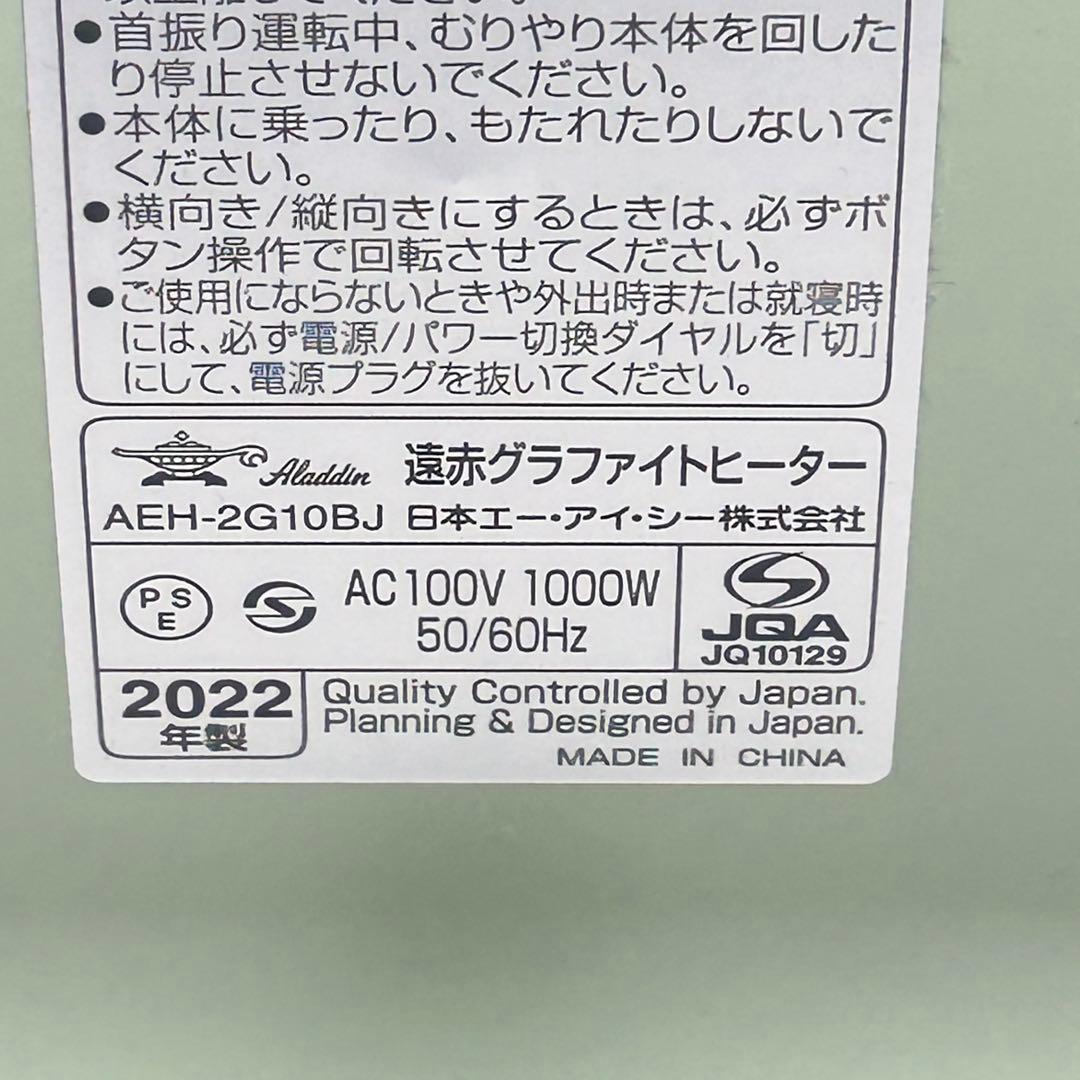 ください。
●首振り運転中、むりやり本体を回した
り停止させないでください。
●本体に乗ったり、もたれたりしないで
ください。
●横向き/縦向きにするときは、必ずボ
タン操作で回転させてください。
●ご使用にならないときや外出時または就寝時
には、必ず電源/パワー切換ダイヤルを「切」
にして、電源プラグを抜いてください。
Aladdin 遠赤グラファイトヒーター
AEH-2G10BJ 日本エー・アイ・シー株式会社
PSE
AC100V 1000W
50/60Hz
JQA
JQ10129
2022
年製
Quality Controlled by Japan.
Planning & Designed in Japan.
MADE IN CHINA